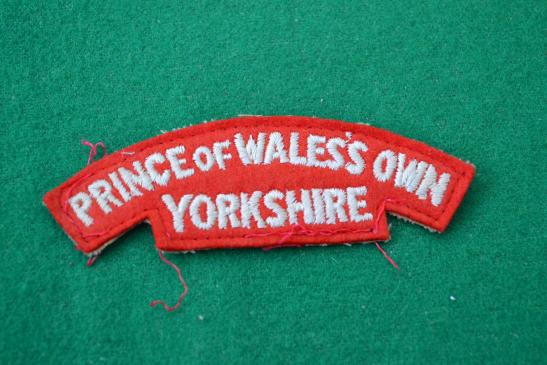 PRINCE OF WALES'S OWN
YORKSHIRE